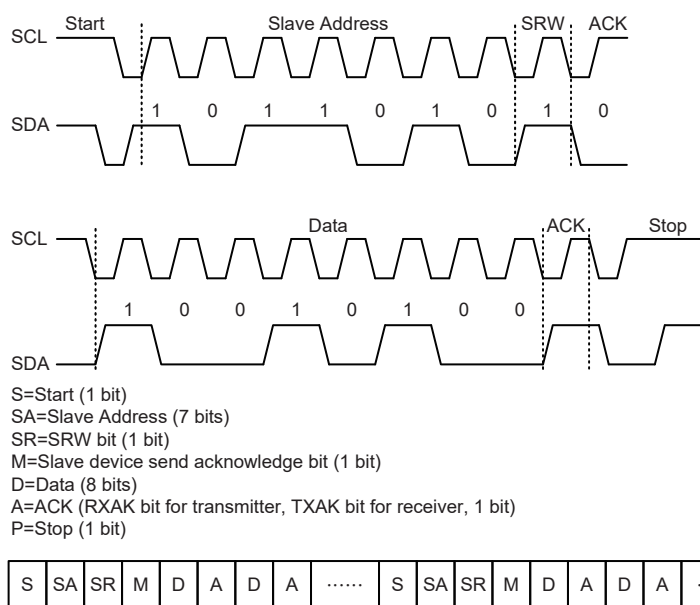 Start Slave Address SRW ACK
SCL
1 0 1 1 0 1 0 1 0
SDA
Data ACK Stop
SCL
1 0 0 1 0 1 0 0
SDA
S=Start (1 bit)
SA=Slave Address (7 bits)
SR=SRW bit (1 bit)
M=Slave device send acknowledge bit (1 bit)
D=Data (8 bits)
A=ACK (RXAK bit for transmitter, TXAK bit for receiver, 1 bit)
P=Stop (1 bit)
S SA SR M D A D A ...... S SA SR M D A D A